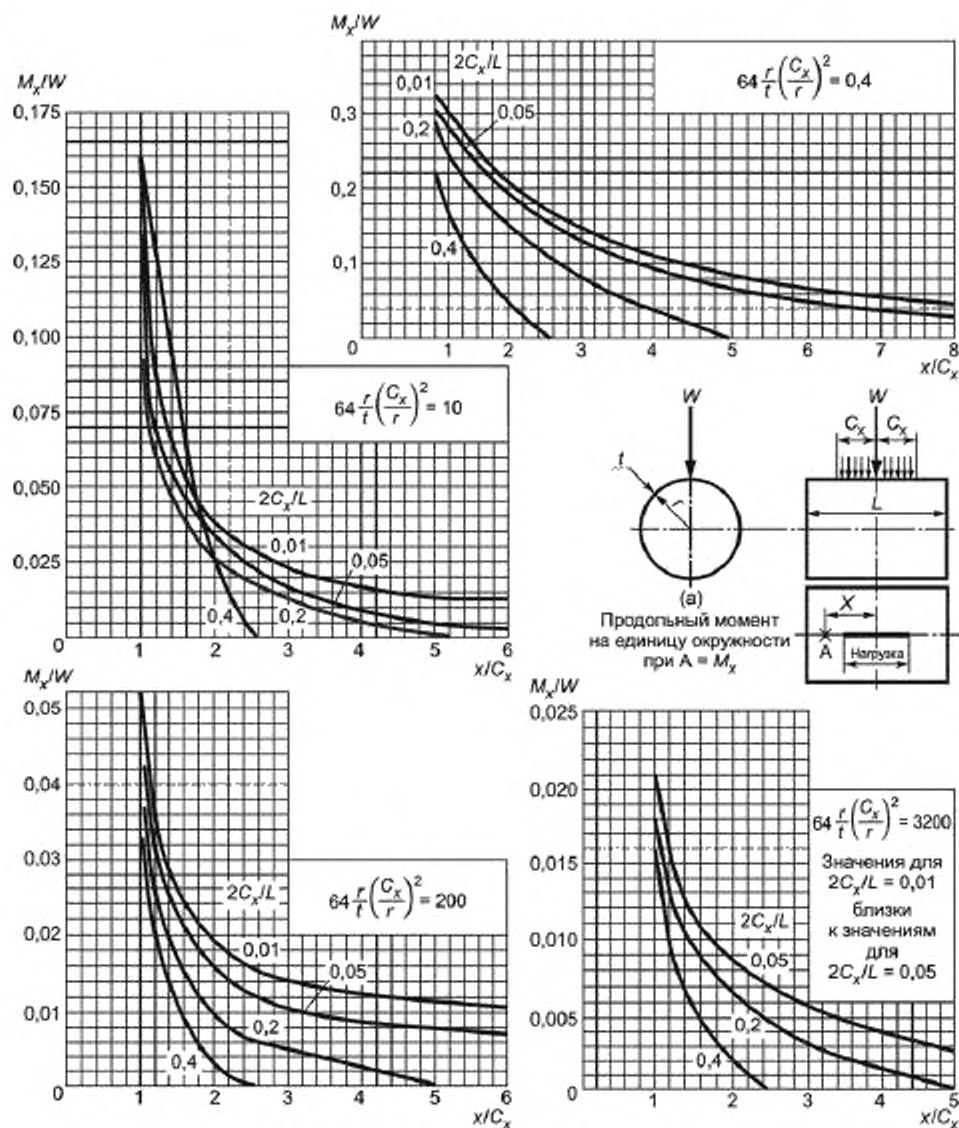 M_x/W
2C_x/L
0,01
0,05
0,2
0,4
64 r/t (C_x/r)² = 0,4
0,3
0,2
0,1
0
1
2
3
4
5
6
7
8
x/C_x
M_x/W
0,175
0,150
0,125
0,100
0,075
0,050
0,025
0
64 r/t (C_x/r)² = 10
2C_x/L
0,01
0,05
0,2
0,4
1
2
3
4
5
6
x/C_x
W
t
(a)
Продольный момент
на единицу окружности
при A = M_x
W
C_x
C_x
L
X
A
Нагрузка
M_x/W
0,05
0,04
0,03
0,02
0,01
0
2C_x/L
64 r/t (C_x/r)² = 200
0,01
0,05
0,2
0,4
1
2
3
4
5
6
x/C_x
M_x/W
0,025
0,020
0,016
0,010
0,005
0
64 r/t (C_x/r)² = 3200
Значения для
2C_x/L = 0,01
близки
к значениям
для
2C_x/L = 0,05
2C_x/L
0,05
0,2
0,4
1
2
3
4
5
x/C_x